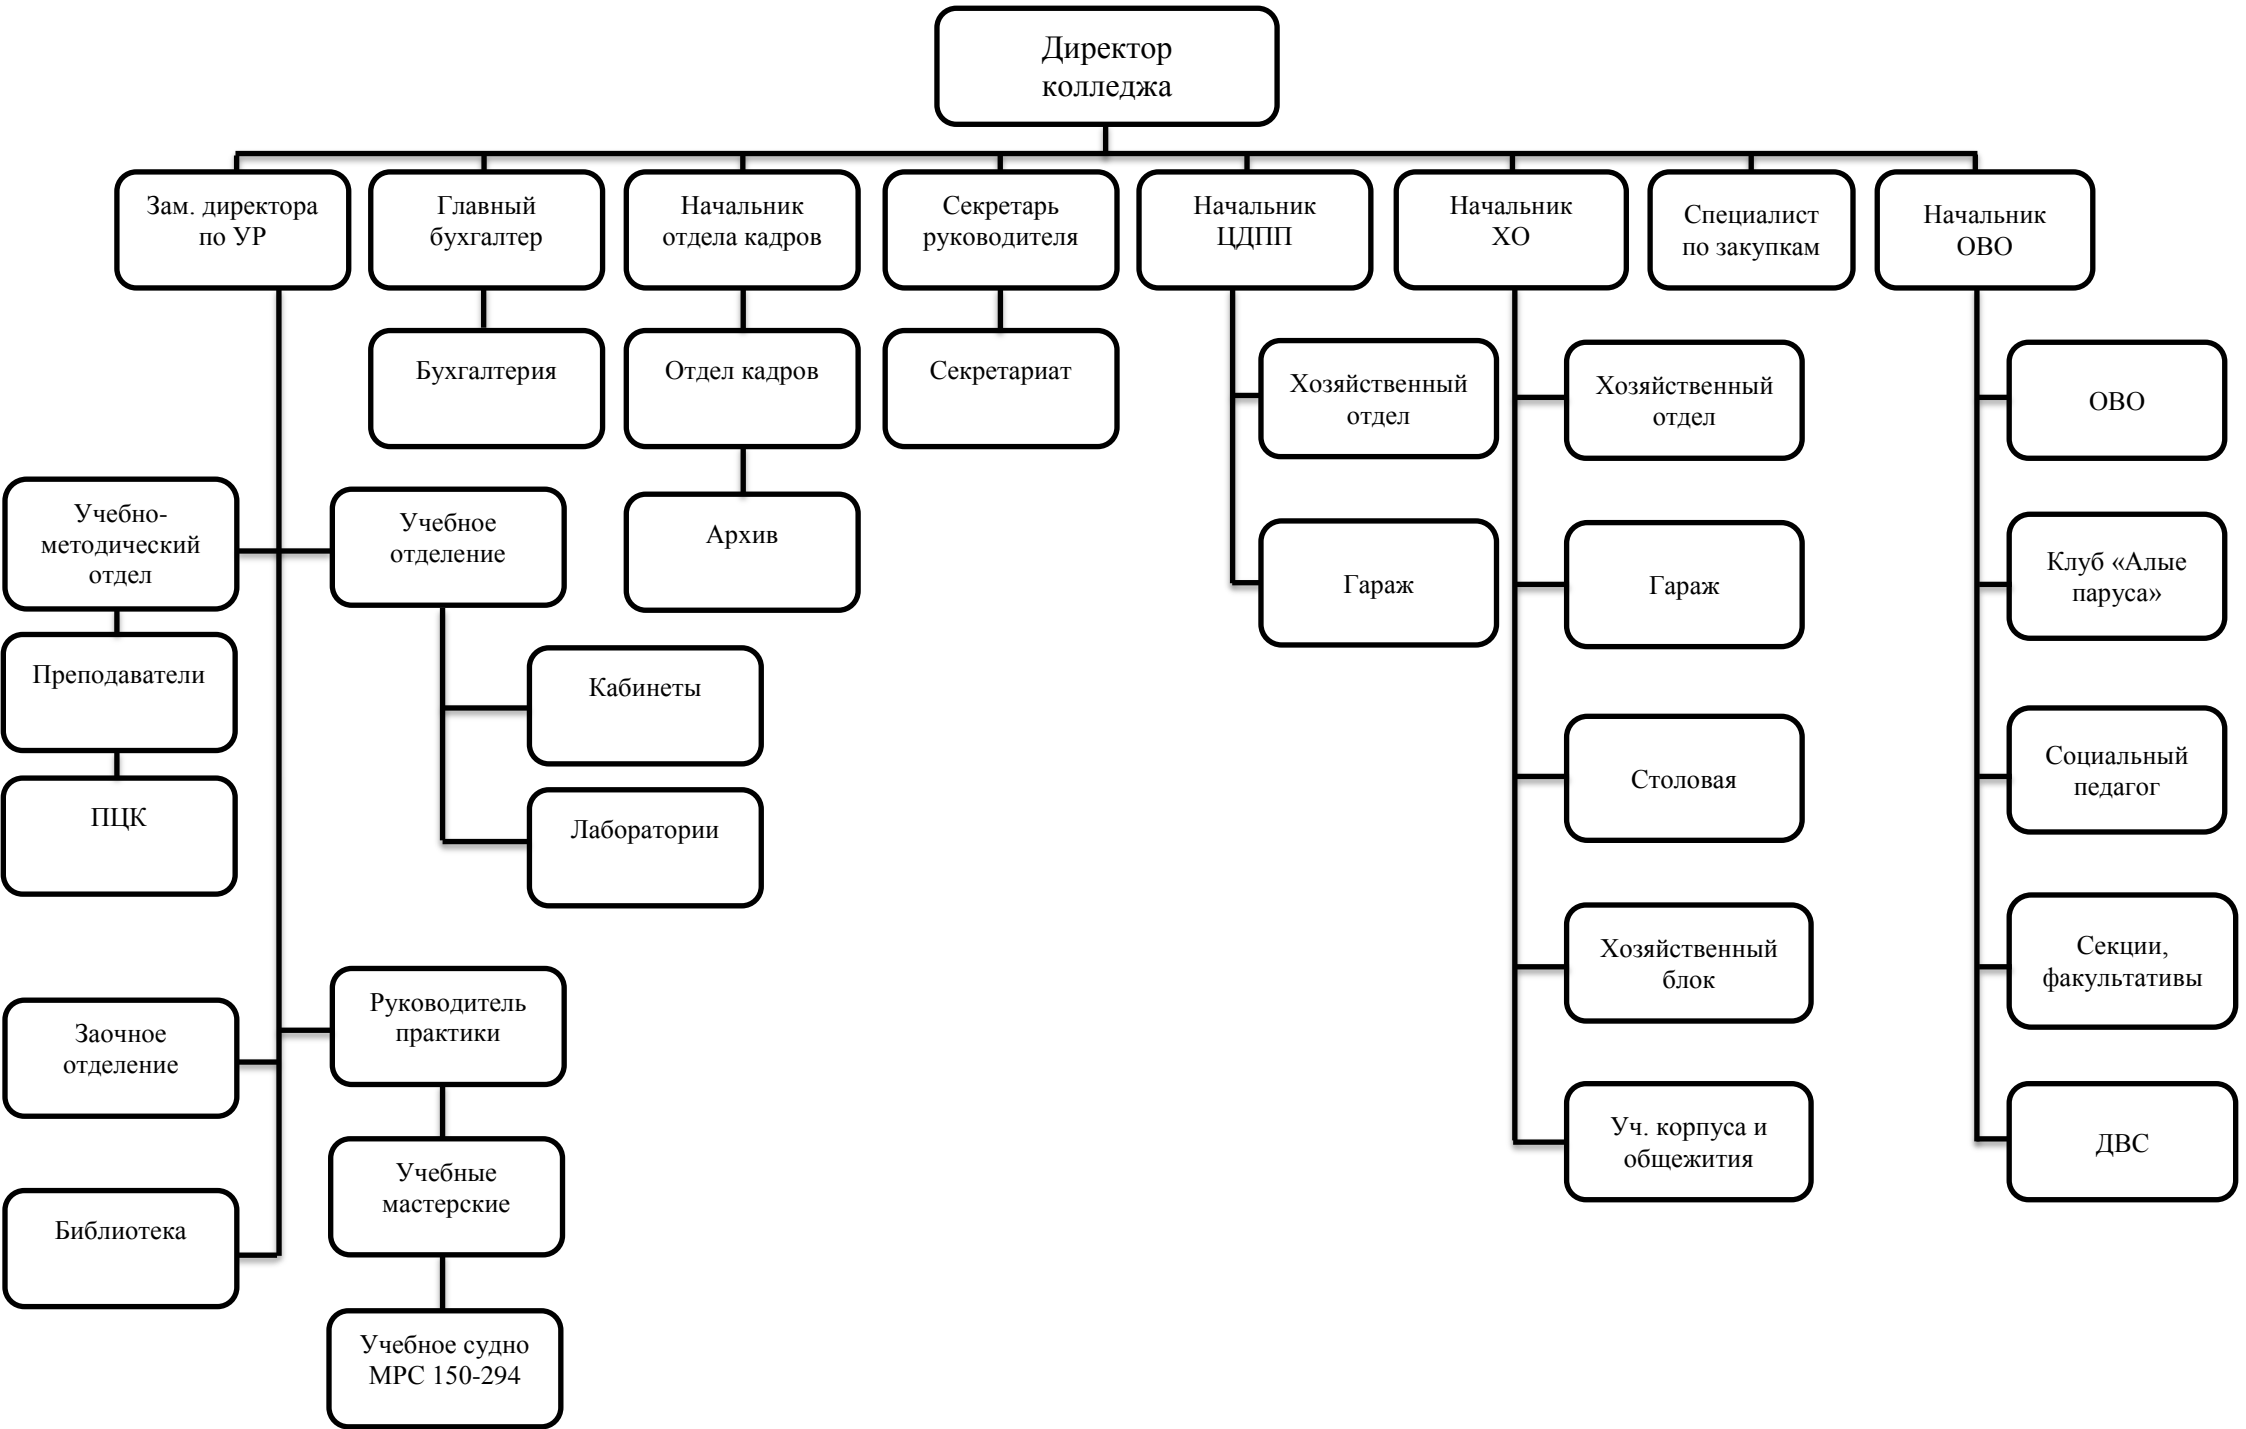 Директор
колледжа
Зам. директора
по УР
Главный
бухгалтер
Начальник
отдела кадров
Секретарь
руководителя
Начальник
ЦДПП
Начальник
ХО
Специалист
по закупкам
Начальник
ОВО
Бухгалтерия
Отдел кадров
Секретариат
Хозяйственный
отдел
Хозяйственный
отдел
ОВО
Учебно-
методический
отдел
Учебное
отделение
Архив
Гараж
Гараж
Клуб «Алые
паруса»
Преподаватели
Кабинеты
Столовая
Социальный
педагог
ПЦК
Лаборатории
Хозяйственный
блок
Секции,
факультативы
Заочное
отделение
Руководитель
практики
Уч. корпуса и
общежития
ДВС
Учебные
мастерские
Библиотека
Учебное судно
МРС 150-294